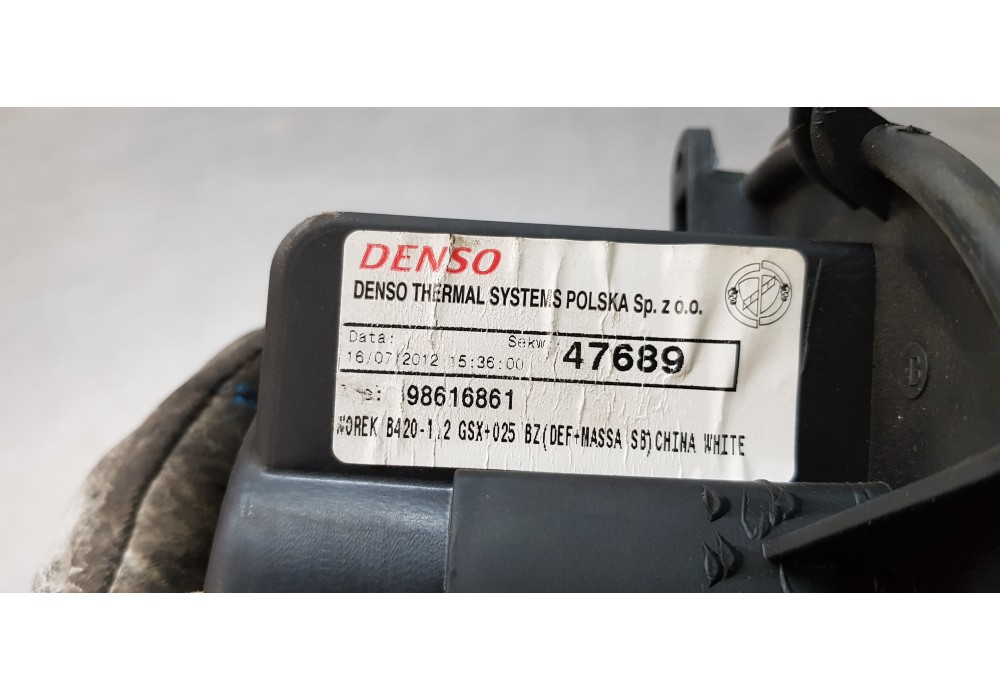 DENSO
DENSO THERMAL SYSTEMS POLSKA Sp. z o.o.
Data: Sekw
16/07/2012 15:36:00 47689
98616861
B420-1.2 GSX+025 BZ(DEF+MASSA SB)CHINA WHITE
B